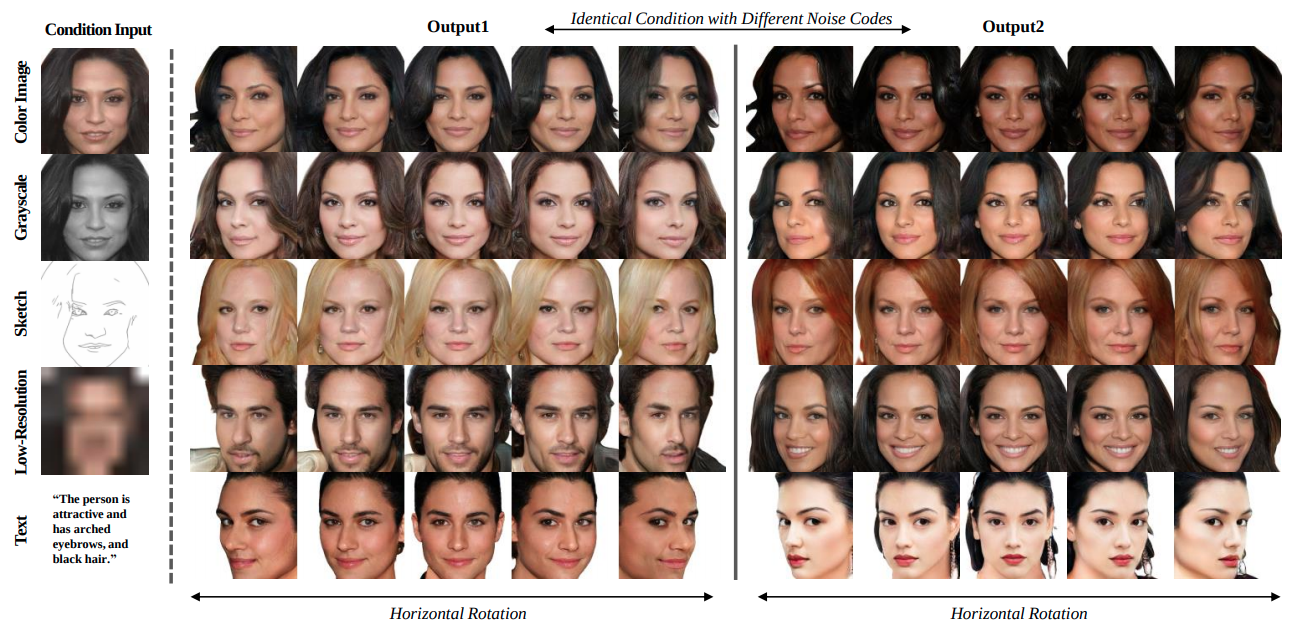 Condition Input
Output1
Identical Condition with Different Noise Codes
Output2
Color Image
Grayscale
Sketch
Low-Resolution
Text
“The person is
attractive and
has arched
eyebrows, and
black hair.”
Horizontal Rotation
Horizontal Rotation